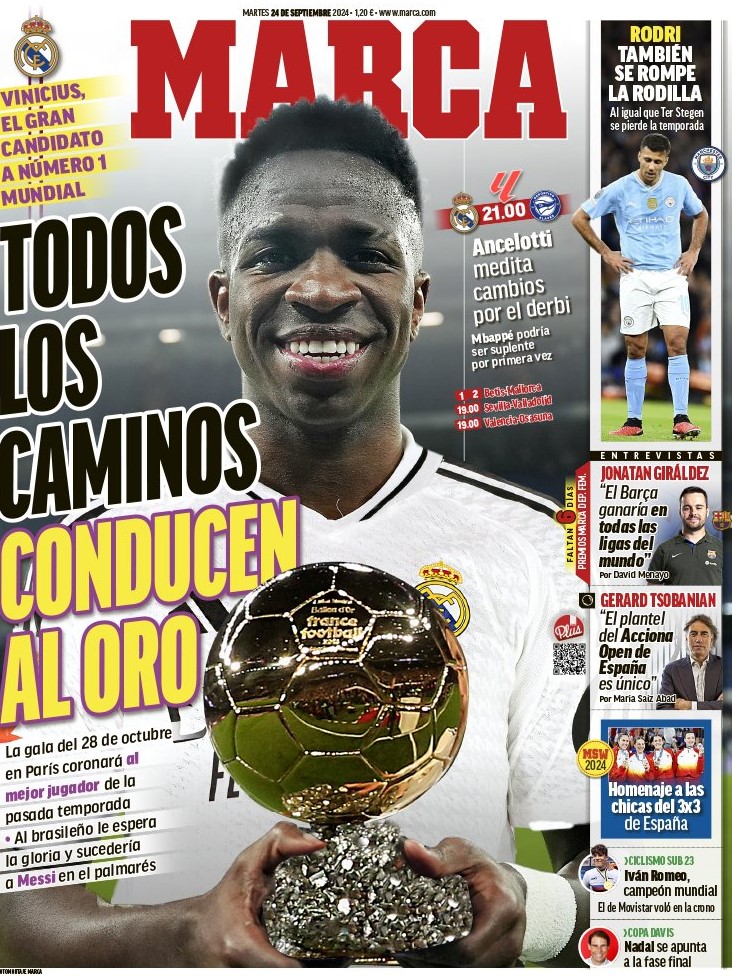 MARTES 24 DE SEPTIEMBRE 2024 • 1,20 € • www.marca.com
MARCA
VINICIUS,
EL GRAN
CANDIDATO
A NÚMERO 1
MUNDIAL
TODOS
LOS
CAMINOS
CONDUCEN
AL ORO
La gala del 28 de octubre
en París coronará al
mejor jugador de la
pasada temporada
• Al brasileño le espera
la gloria y sucedería
a Messi en el palmarés
21.00
Ancelotti
medita
cambios
por el derbi
Mbappé podría
ser suplente
por primera vez
1 2 Betis-Mallorca
19.00 Sevilla-Valladolid
19.00 Valencia-Osasuna
Ballon d'Or
france
football
RODRI
TAMBIÉN
SE ROMPE
LA RODILLA
Al igual que Ter Stegen
se pierde la temporada
ENTREVISTAS
FALTAN 6 DÍAS
PREMIOS MARCA DEP. FEM.
JONATAN GIRÁLDEZ
“El Barça
ganaría en
todas las
ligas del
mundo”
Por David Menayo
Plus
GERARD TSOBANIAN
“El plantel
del Acciona
Open de
España
es único”
Por María Saiz Abad
MSW
2024
Homenaje a las
chicas del 3x3
de España
›CICLISMO SUB 23
Iván Romeo,
campeón mundial
El de Movistar voló en la crono
›COPA DAVIS
Nadal se apunta
a la fase final
FOTOMONTAJE MARCA